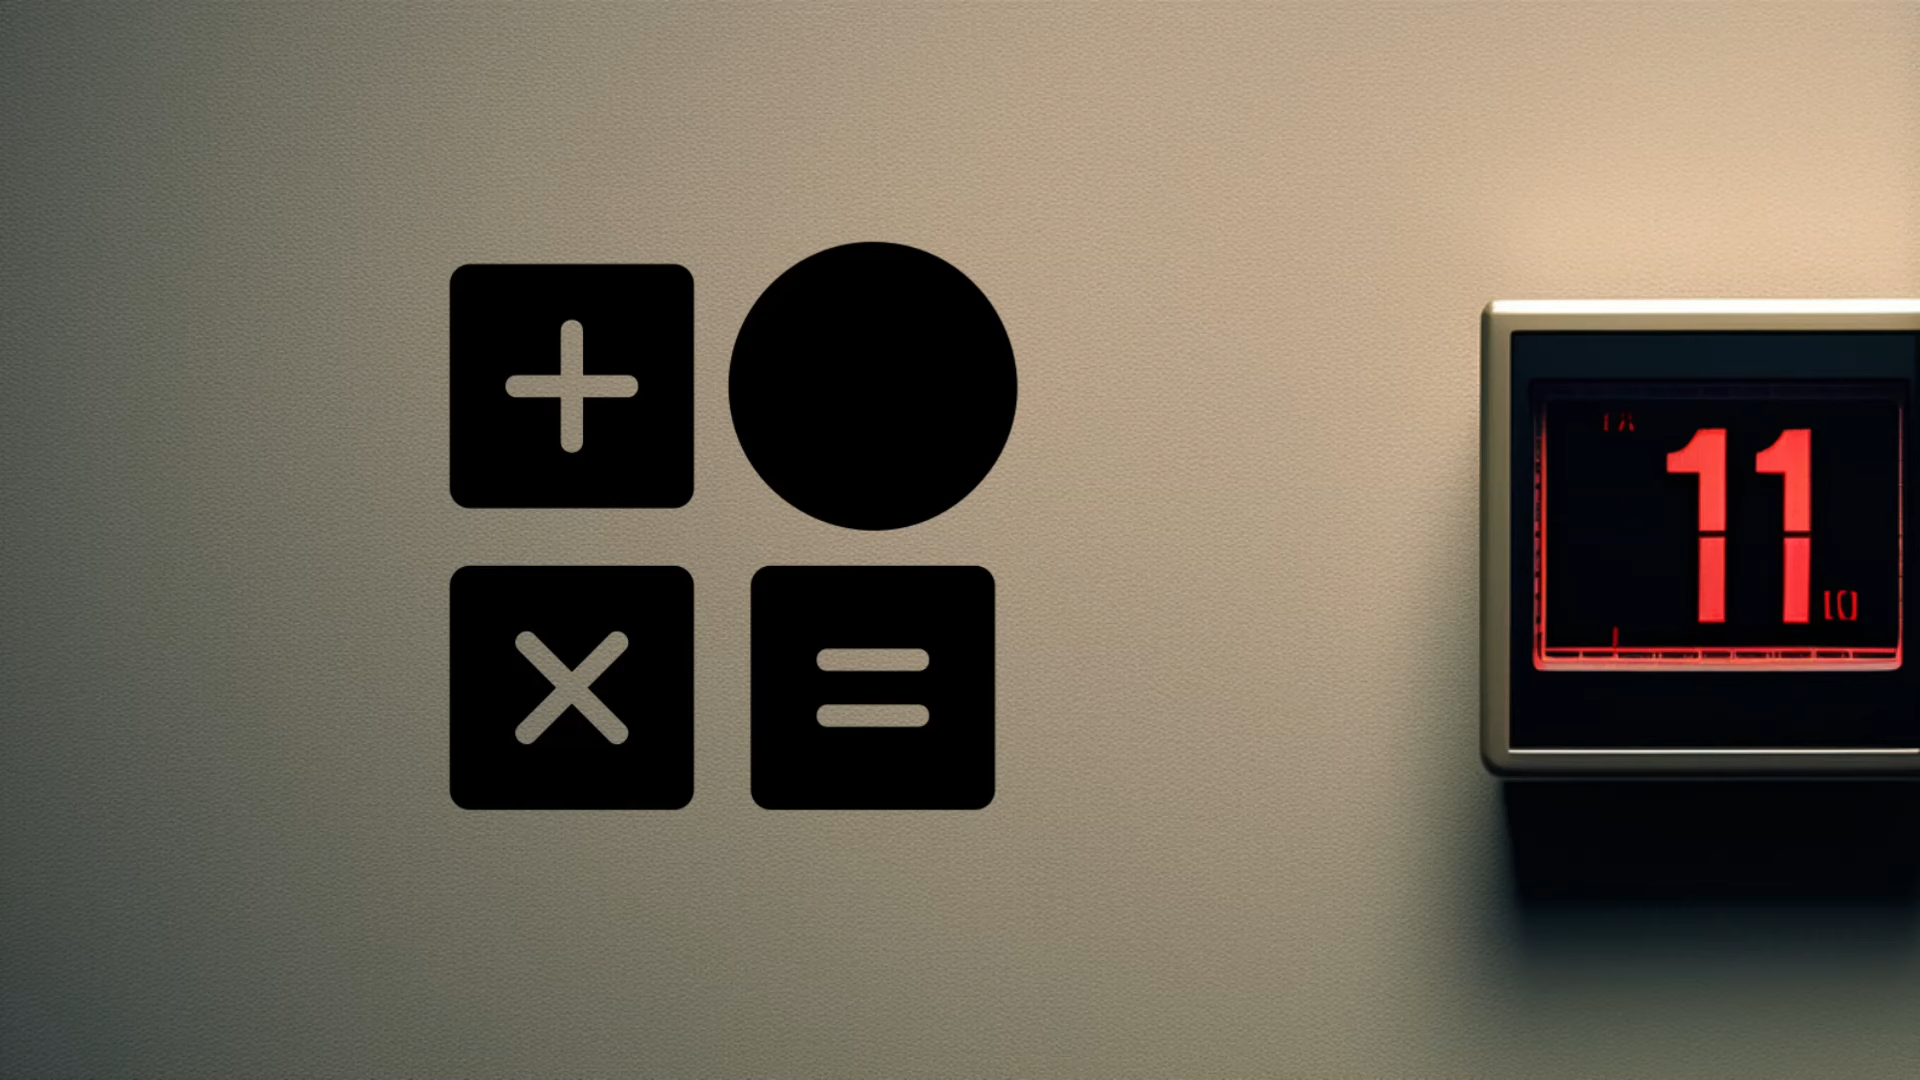 +
× =
11